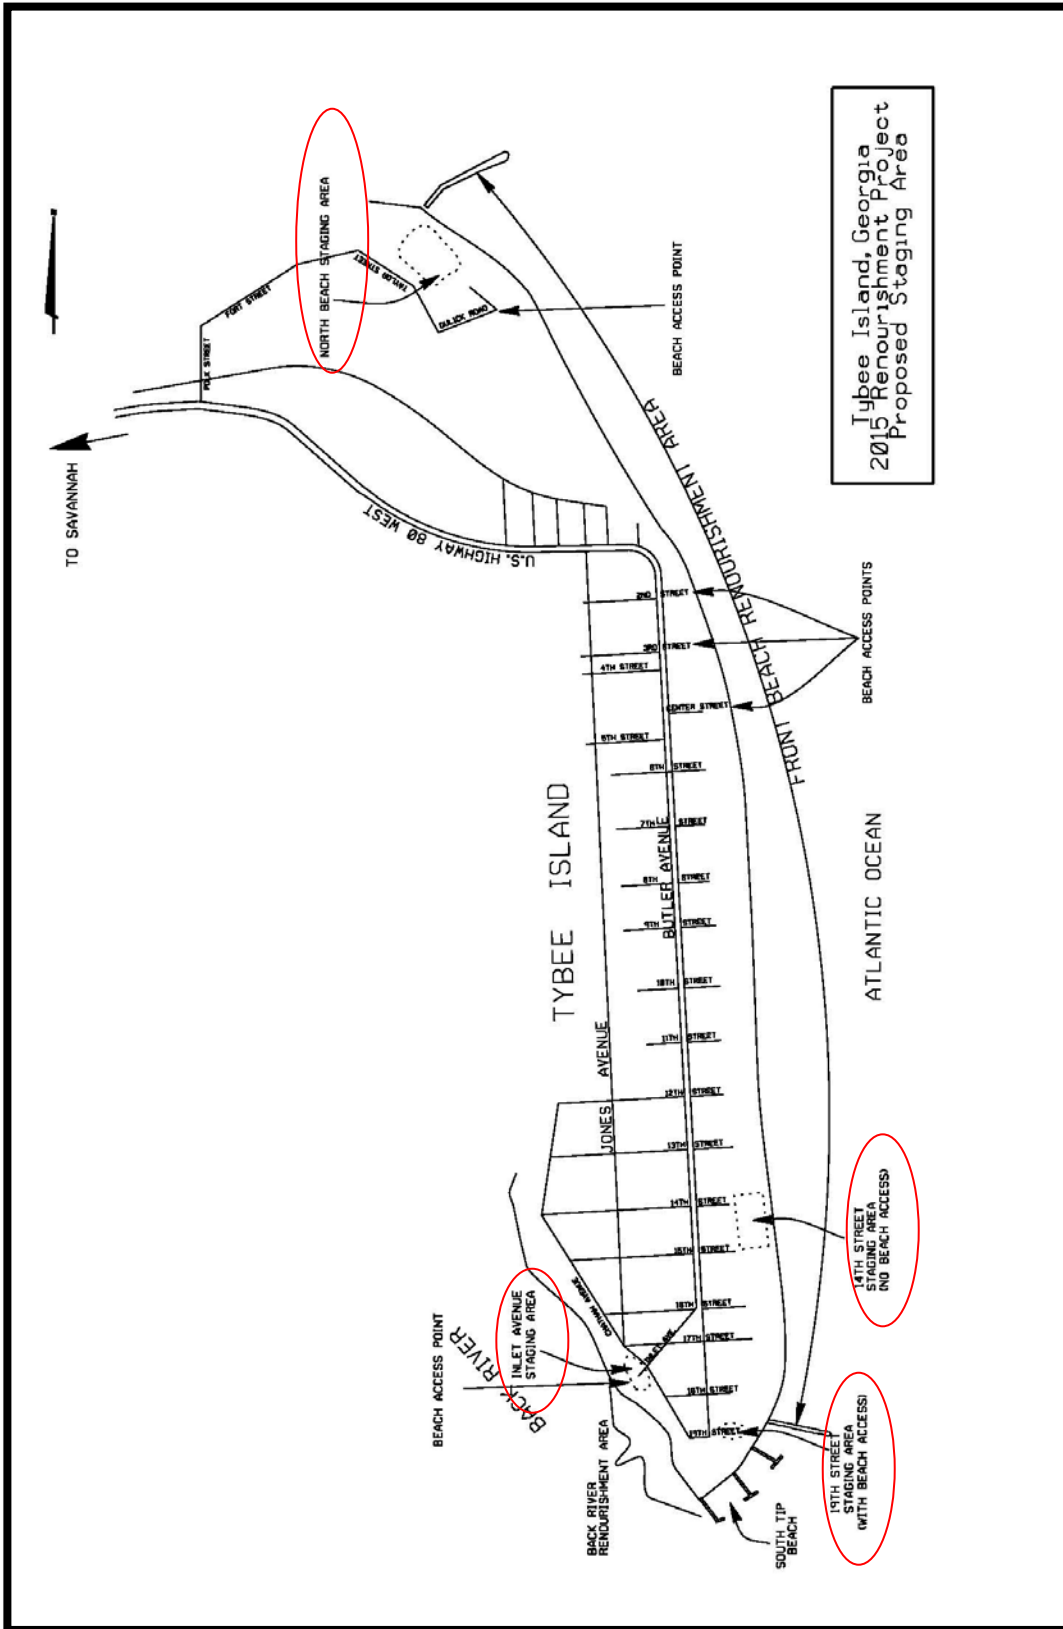 Tybee Island, Georgia
2015 Renourishment Project
Proposed Staging Area
TO SAVANNAH
NORTH BEACH STAGING AREA
FORT STREET
POLK STREET
TAYLOR STREET
GULICK ROAD
BEACH ACCESS POINT
U.S. HIGHWAY 80 WEST
FRONT BEACH RENOURISHMENT AREA
BEACH ACCESS POINTS
2ND STREET
3RD STREET
4TH STREET
CENTER STREET
5TH STREET
6TH STREET
7TH STREET
8TH STREET
9TH STREET
10TH STREET
11TH STREET
12TH STREET
13TH STREET
14TH STREET
15TH STREET
16TH STREET
17TH STREET
18TH STREET
19TH STREET
BUTLER AVENUE
JONES AVENUE
CHATHAM AVENUE
INLET AVE.
TYBEE ISLAND
ATLANTIC OCEAN
14TH STREET
STAGING AREA
(NO BEACH ACCESS)
19TH STREET
STAGING AREA
(WITH BEACH ACCESS)
INLET AVENUE
STAGING AREA
BEACH ACCESS POINT
BACK RIVER
BACK RIVER
RENOURISHMENT AREA
SOUTH TIP
BEACH